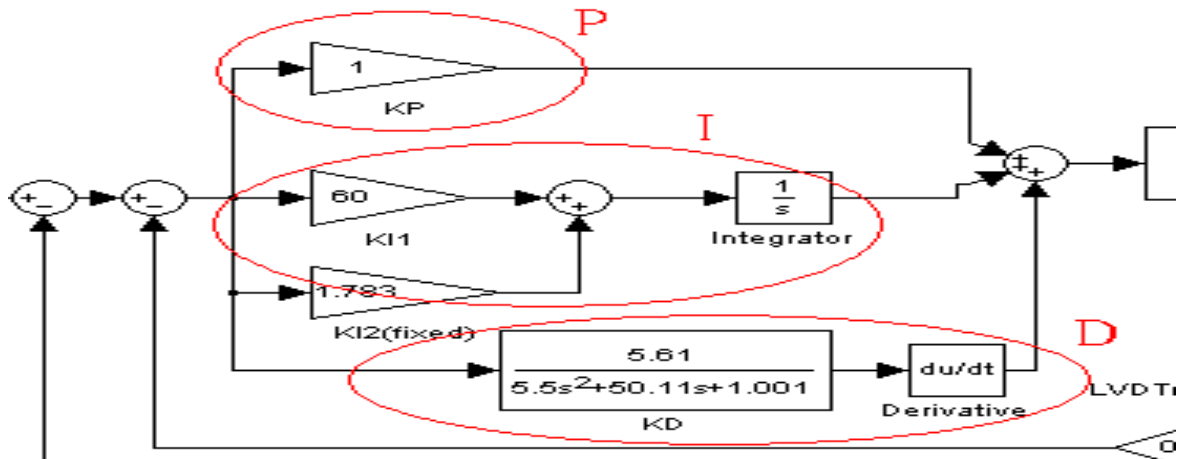 P
1
KP
I
+
−
+
−
60
KI1
+
+
1
s
Integrator
+
+
+
1.783
KI2(fixed)
D
5.61
5.5s²+50.11s+1.001
KD
du/dt
Derivative
0